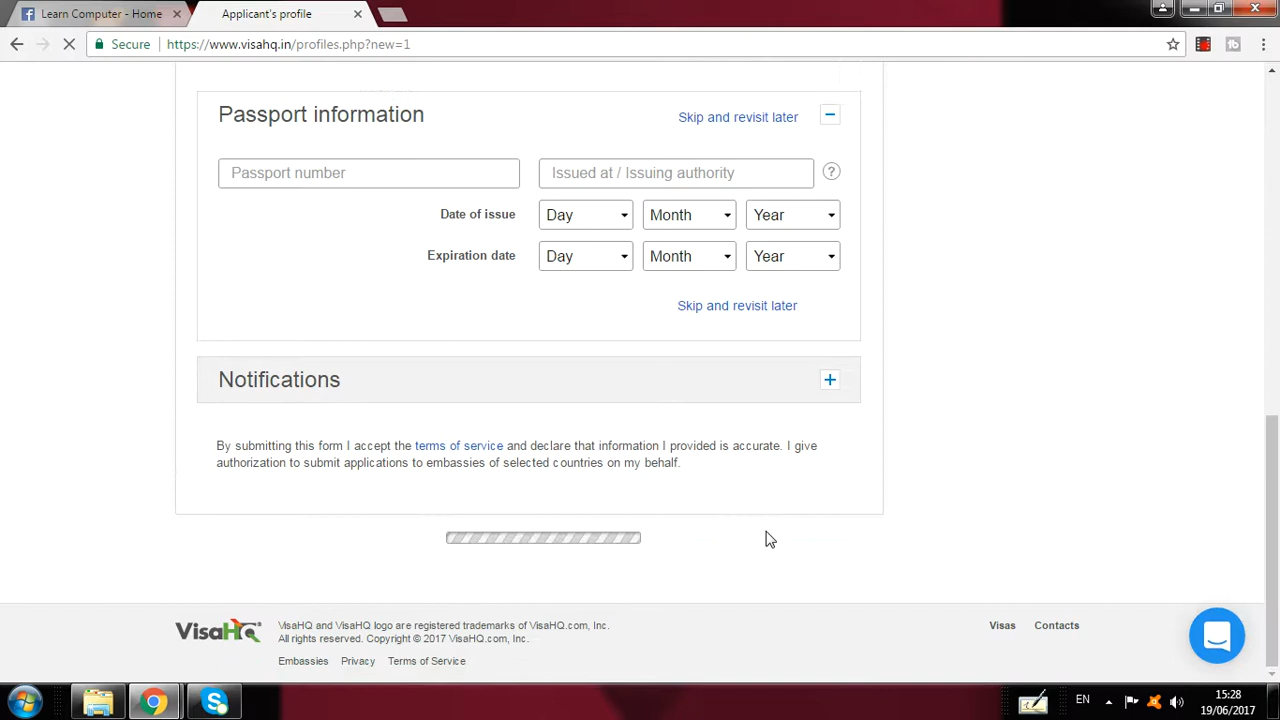 Learn Computer - Home
Applicant's profile
Secure
https://www.visahq.in/profiles.php?new=1
Passport information
Skip and revisit later
Passport number
Issued at / Issuing authority
?
Date of issue
Day
Month
Year
Expiration date
Day
Month
Year
Skip and revisit later
Notifications
By submitting this form I accept the terms of service and declare that information I provided is accurate. I give
authorization to submit applications to embassies of selected countries on my behalf.
VisaHQ
VisaHQ and VisaHQ logo are registered trademarks of VisaHQ.com, Inc.
All rights reserved. Copyright © 2017 VisaHQ.com, Inc.
Visas
Contacts
Embassies
Privacy
Terms of Service
EN
15:28
19/06/2017